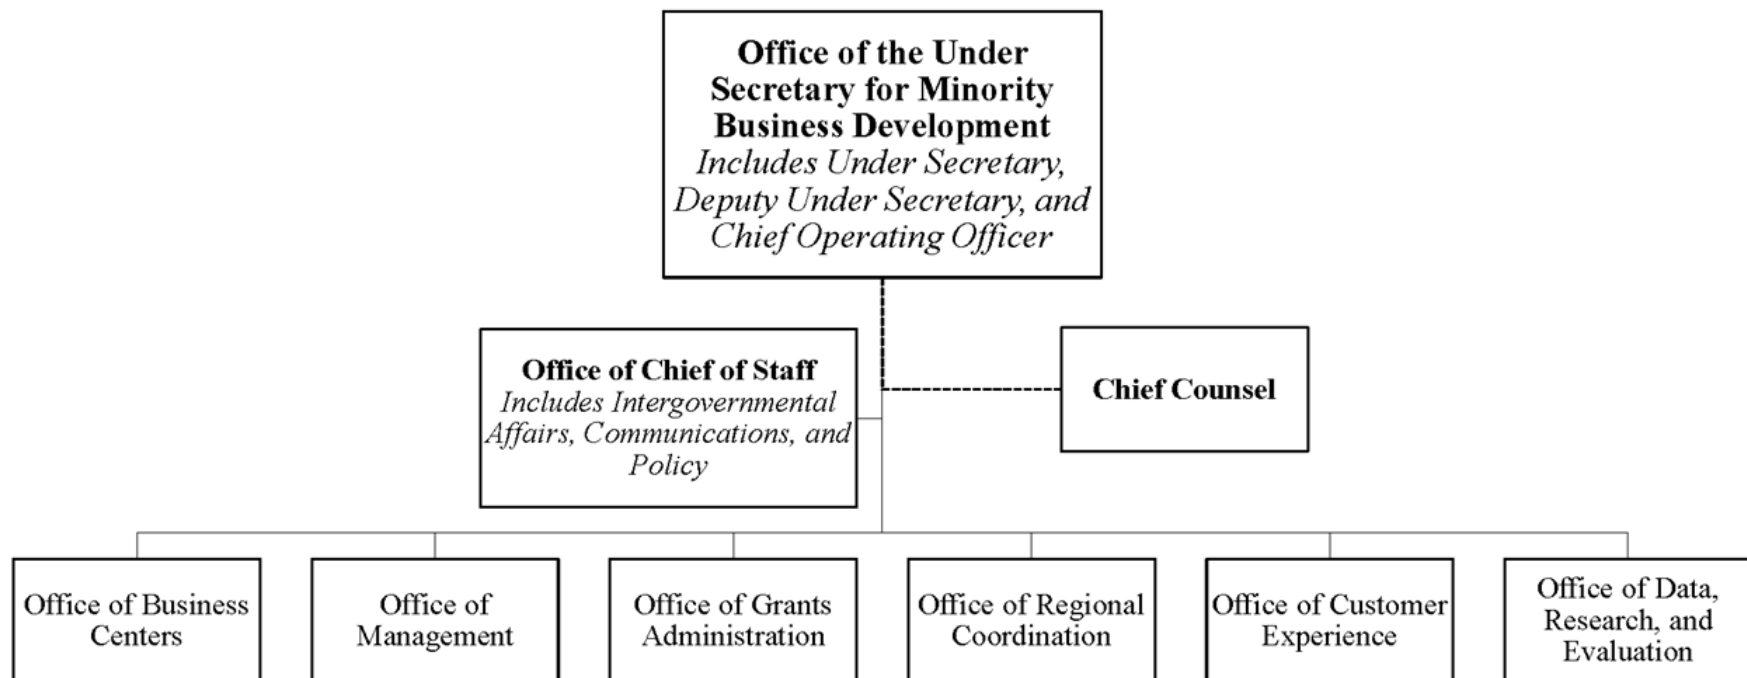 Office of the Under
Secretary for Minority
Business Development
Includes Under Secretary,
Deputy Under Secretary, and
Chief Operating Officer
Office of Chief of Staff
Includes Intergovernmental
Affairs, Communications, and
Policy
Chief Counsel
Office of Business
Centers
Office of
Management
Office of Grants
Administration
Office of Regional
Coordination
Office of Customer
Experience
Office of Data,
Research, and
Evaluation